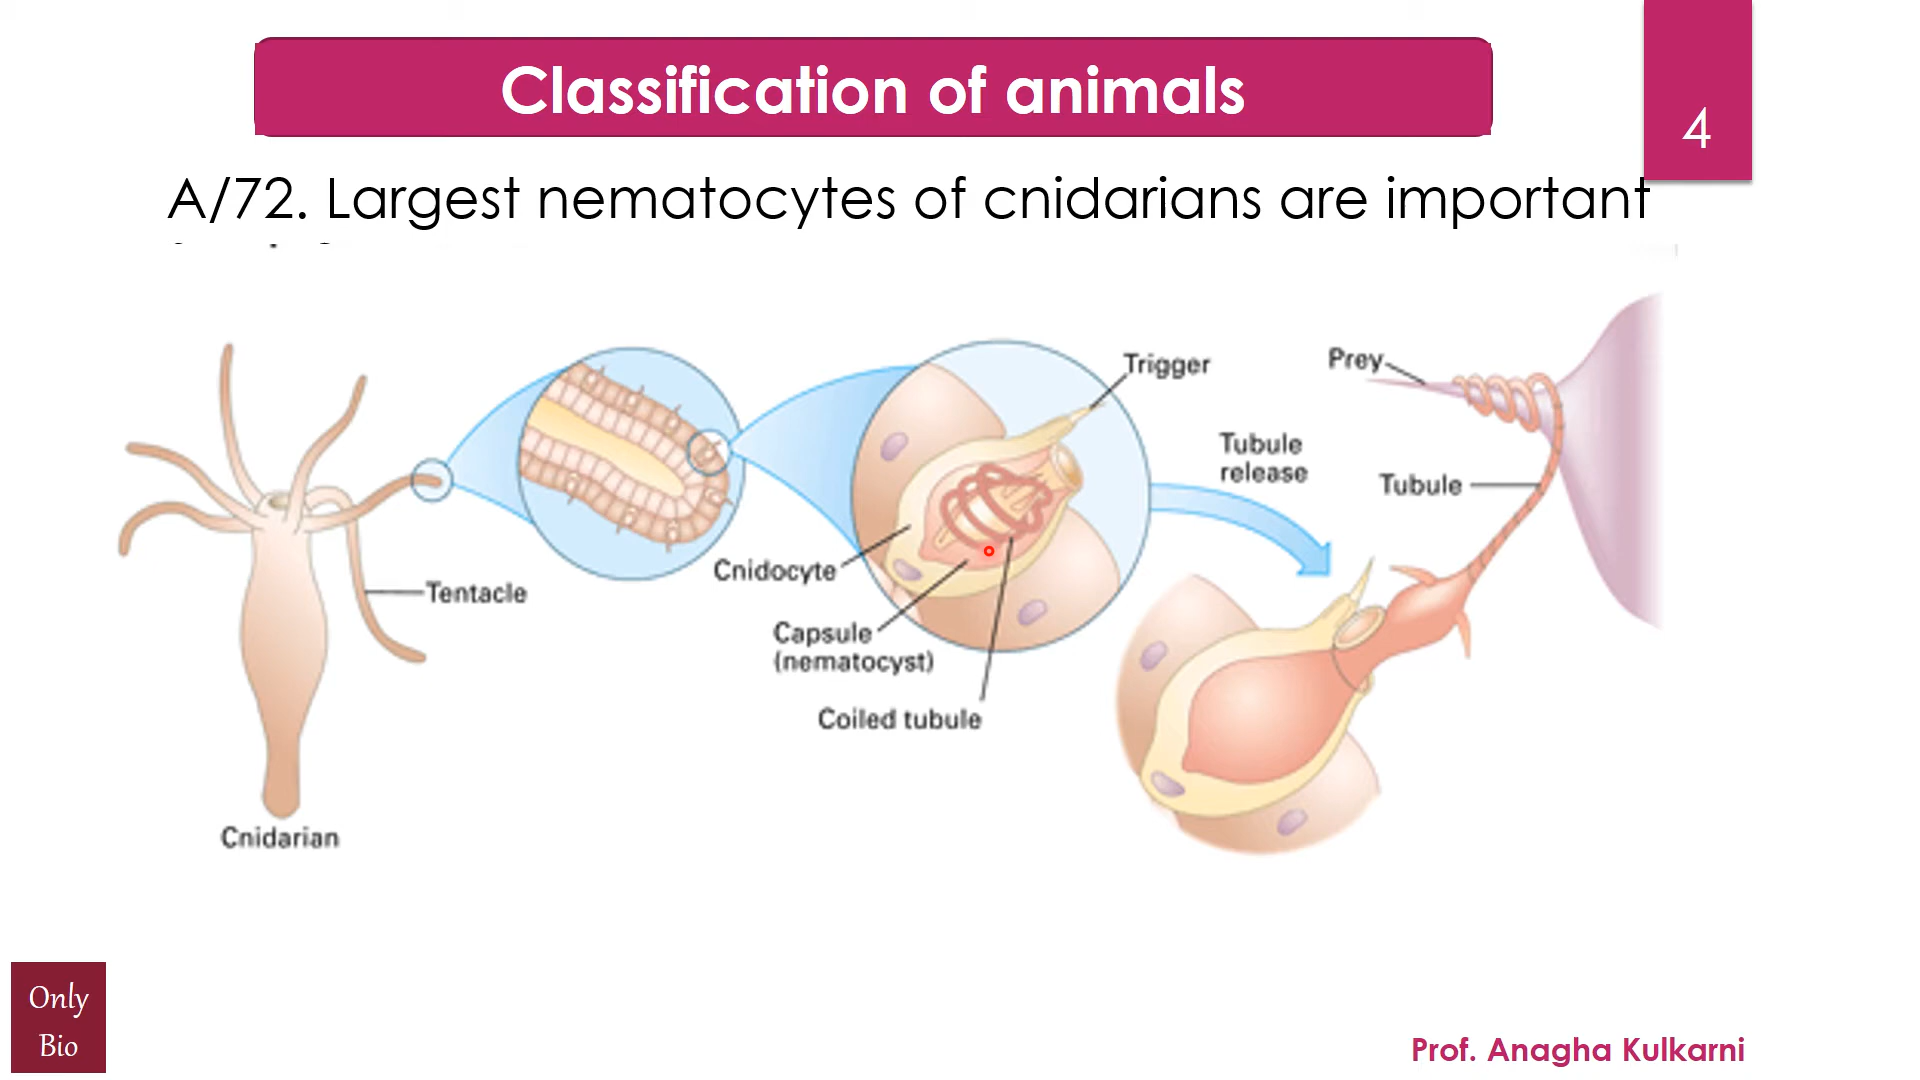 Classification of animals
4
A/72. Largest nematocytes of cnidarians are important
Trigger
Prey
Tubule
release
Tubule
Cnidocyte
Tentacle
Capsule
(nematocyst)
Coiled tubule
Cnidarian
Only
Bio
Prof. Anagha Kulkarni